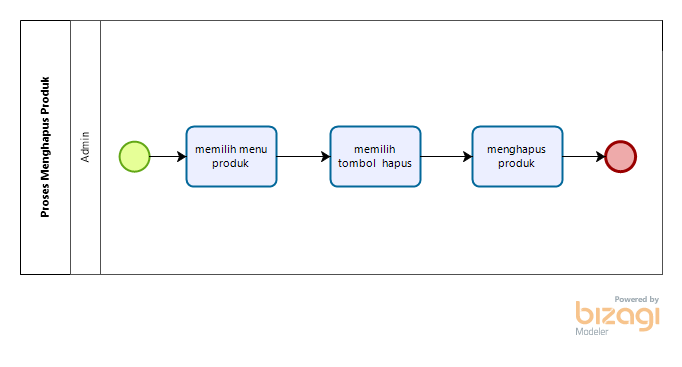 Proses Menghapus Produk
Admin
memilih menu
produk
memilih
tombol hapus
menghapus
produk
Powered by
bizagi
Modeler